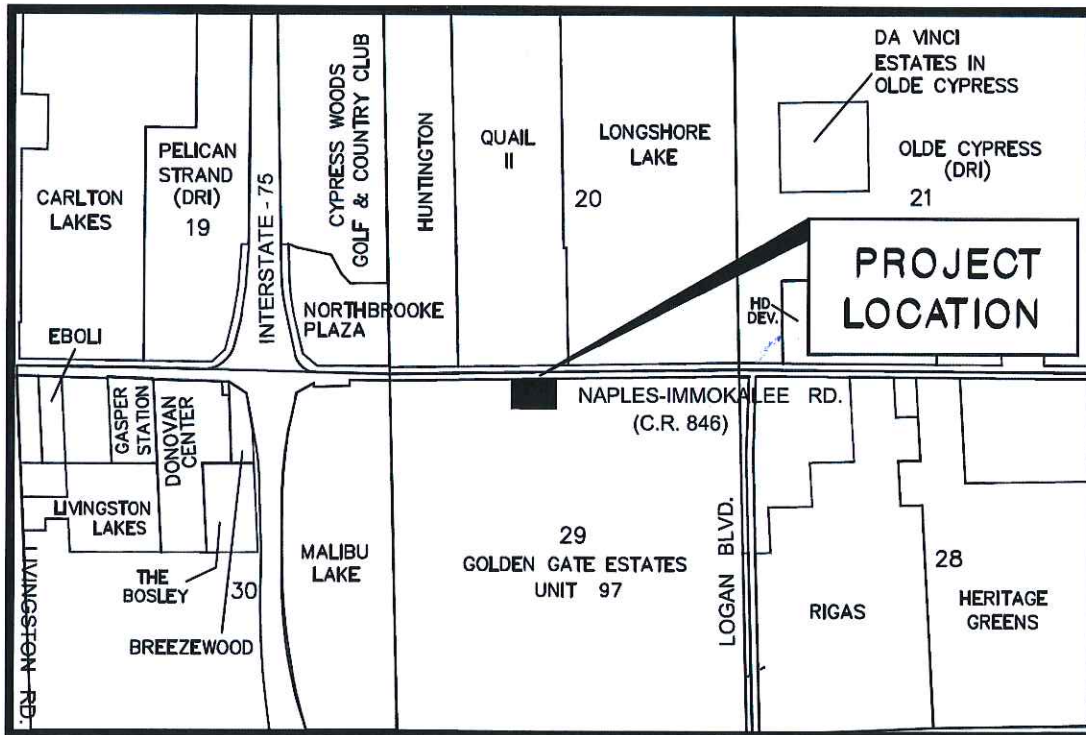 DA VINCI
ESTATES IN
OLDE CYPRESS
CARLTON
LAKES
PELICAN
STRAND
(DRI)
19
INTERSTATE - 75
CYPRESS WOODS
GOLF & COUNTRY CLUB
HUNTINGTON
QUAIL
II
20
LONGSHORE
LAKE
OLDE CYPRESS
(DRI)
21
PROJECT
LOCATION
HD
DEV.
NORTHBROOKE
PLAZA
EBOLI
NAPLES-IMMOKALEE RD.
(C.R. 846)
GASPER
STATION
DONOVAN
CENTER
LIVINGSTON
LAKES
LIVINGSTON RD.
THE
BOSLEY
30
BREEZEWOOD
MALIBU
LAKE
29
GOLDEN GATE ESTATES
UNIT 97
LOGAN BLVD.
RIGAS
28
HERITAGE
GREENS